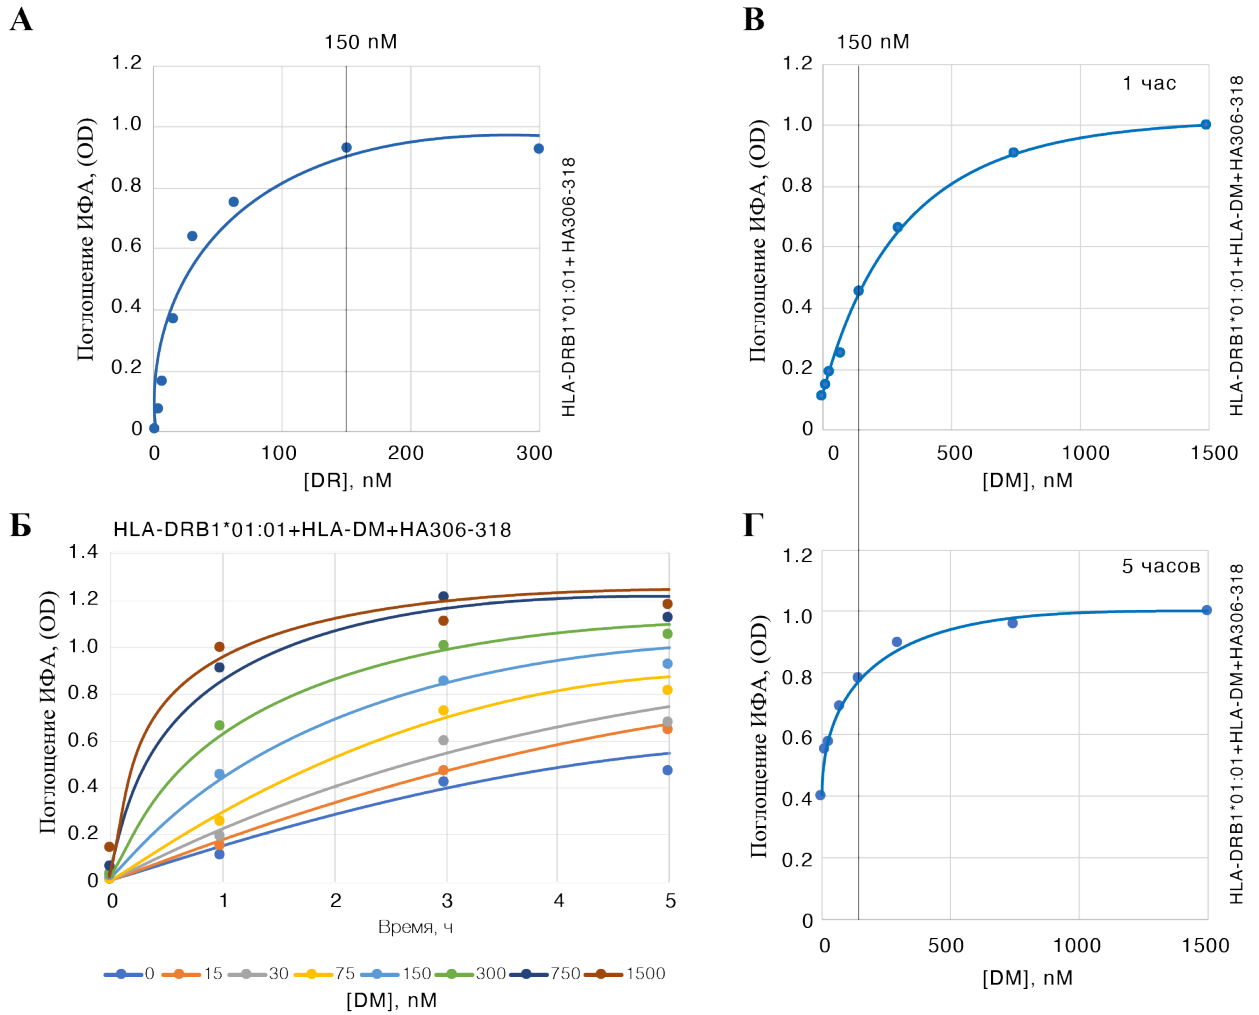 А
150 nM
1.2
1.0
0.8
0.6
0.4
0.2
0
0
100
200
300
[DR], nM
Поглощение ИФА, (OD)
HLA-DRB1*01:01+HA306-318
В
150 nM
1 час
1.2
1.0
0.8
0.6
0.4
0.2
0
0
500
1000
1500
[DM], nM
Поглощение ИФА, (OD)
HLA-DRB1*01:01+HLA-DM+HA306-318
Б
HLA-DRB1*01:01+HLA-DM+HA306-318
1.4
1.2
1.0
0.8
0.6
0.4
0.2
0
0
1
2
3
4
5
Время, ч
Поглощение ИФА, (OD)
0 15 30 75 150 300 750 1500
[DM], nM
Г
5 часов
1.2
1.0
0.8
0.6
0.4
0.2
0
0
500
1000
1500
[DM], nM
Поглощение ИФА, (OD)
HLA-DRB1*01:01+HLA-DM+HA306-318